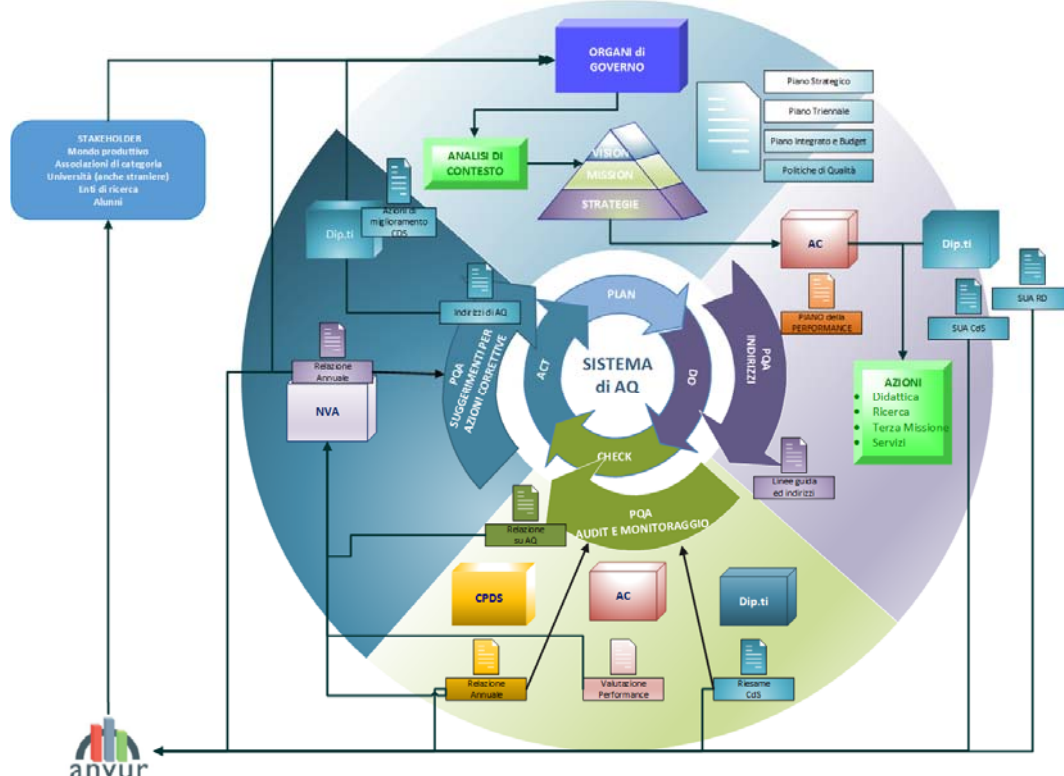 ORGANI di
GOVERNO
Piano Strategico
Piano Triennale
Piano Integrato e Budget
Politiche di Qualità
STAKEHOLDER
Mondo produttivo
Associazioni di categoria
Università (anche straniere)
Enti di ricerca
Alunni
ANALISI DI
CONTESTO
VISION
MISSION
STRATEGIE
Dip.ti
Azioni di
miglioramento
CDS
AC
Dip.ti
SUA RD
PIANO della
PERFORMANCE
SUA CdS
Indirizzi di AQ
PLAN
DO
CHECK
ACT
SISTEMA
di AQ
PQA
INDIRIZZI
PQA
SUGGERIMENTI PER
AZIONI CORRETTIVE
Relazione
Annuale
NVA
AZIONI
• Didattica
• Ricerca
• Terza Missione
• Servizi
Linee guida
ed indirizzi
PQA
AUDIT E MONITORAGGIO
Relazione
su AQ
CPDS
AC
Dip.ti
Relazione
Annuale
Valutazione
Performance
Riesame
CdS
anvur